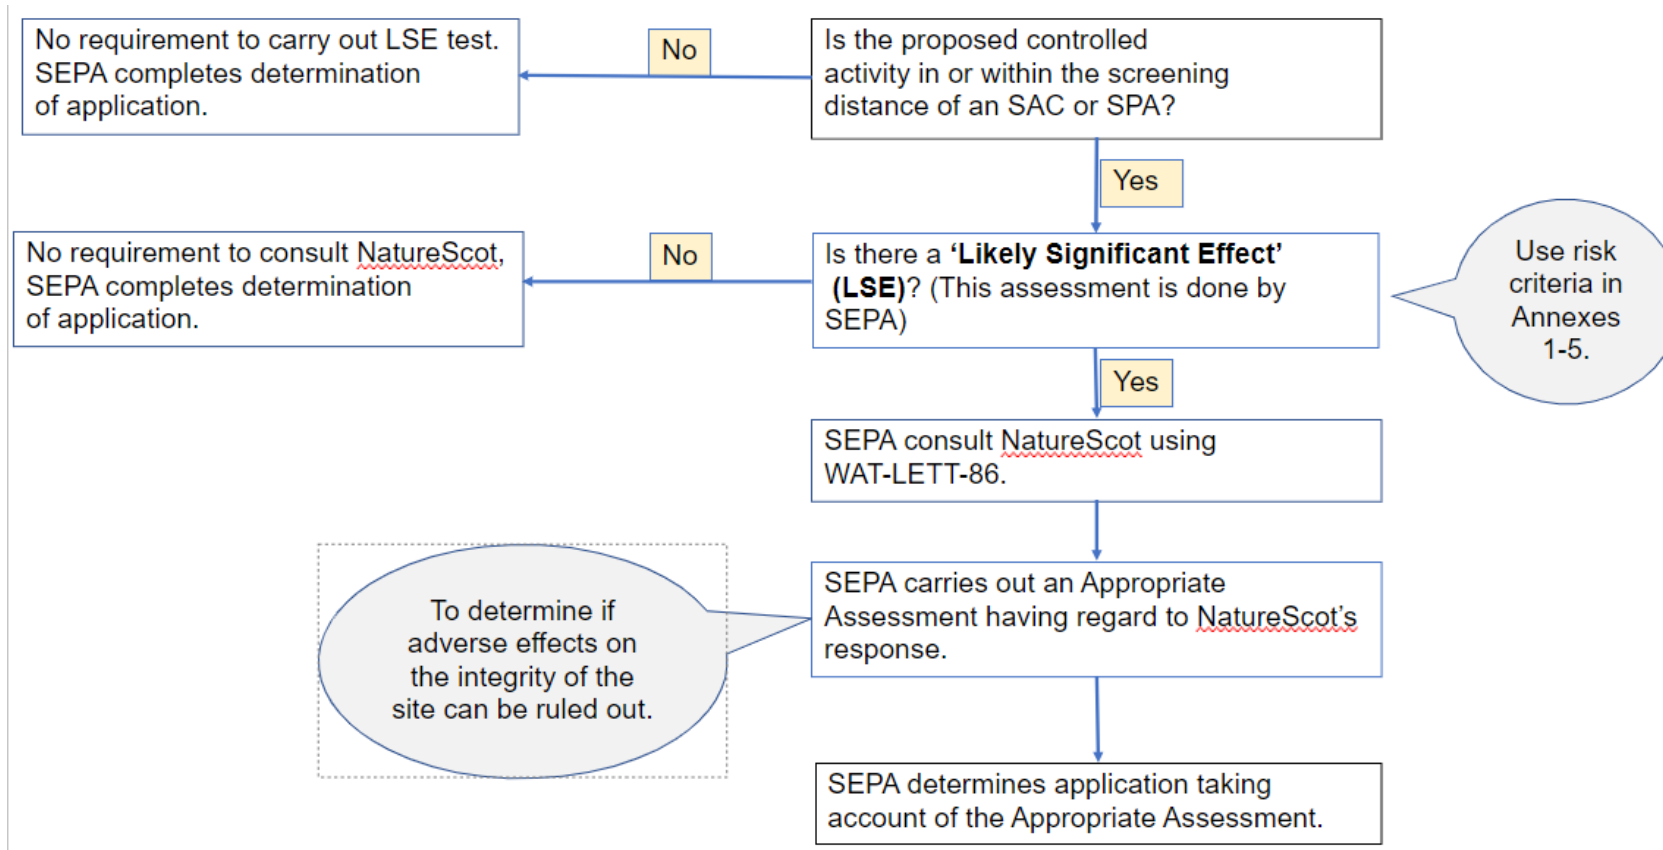 No requirement to carry out LSE test.
SEPA completes determination
of application.
No
Is the proposed controlled
activity in or within the screening
distance of an SAC or SPA?
Yes
No requirement to consult NatureScot,
SEPA completes determination
of application.
No
Is there a ‘Likely Significant Effect’
(LSE)? (This assessment is done by
SEPA)
Use risk
criteria in
Annexes
1-5.
Yes
SEPA consult NatureScot using
WAT-LETT-86.
To determine if
adverse effects on
the integrity of the
site can be ruled out.
SEPA carries out an Appropriate
Assessment having regard to NatureScot’s
response.
SEPA determines application taking
account of the Appropriate Assessment.